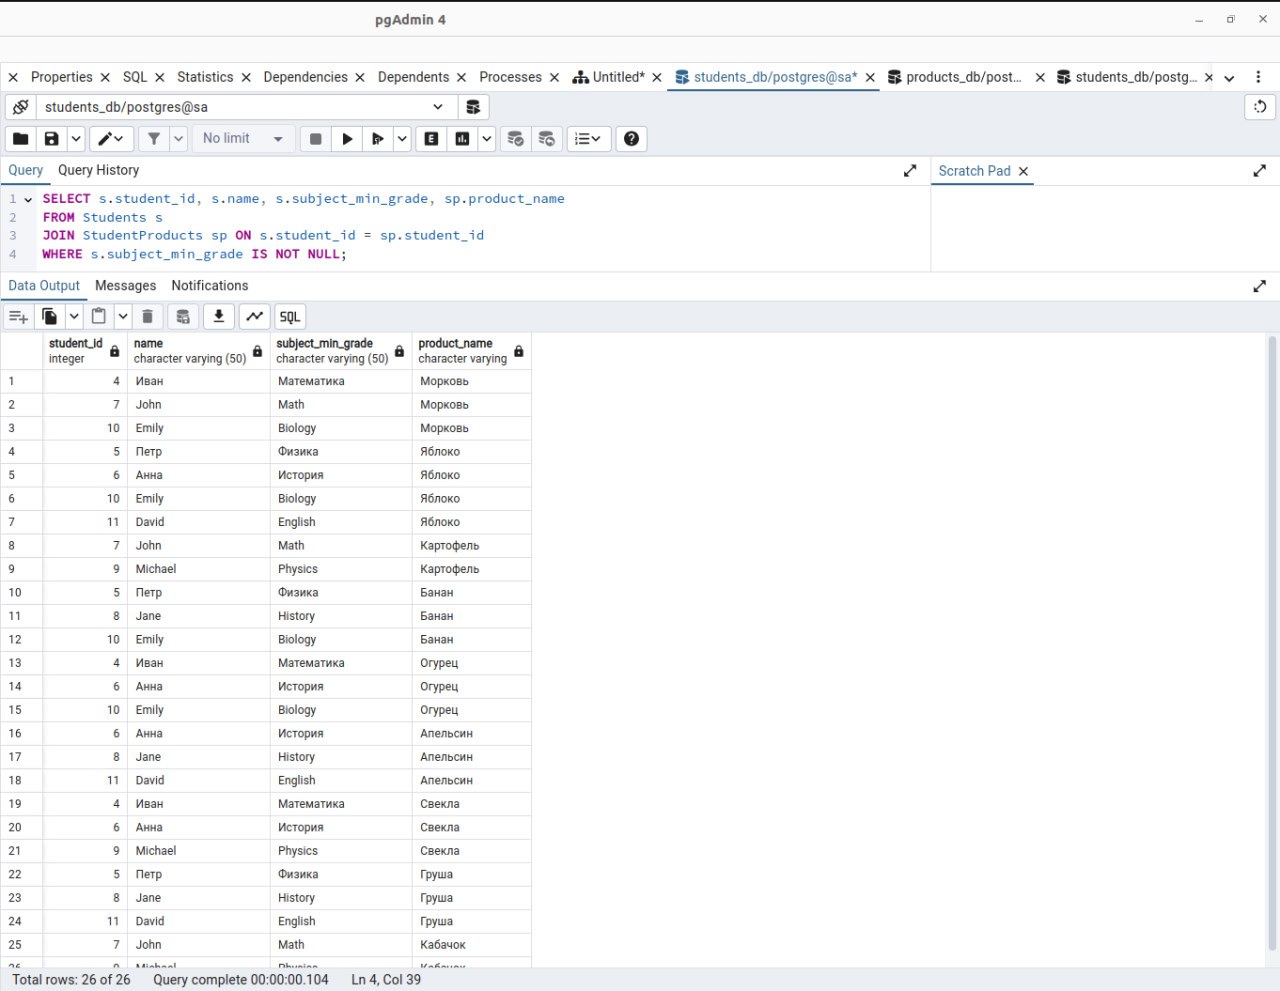 pgAdmin 4
Properties SQL Statistics Dependencies Dependents Processes Untitled* students_db/postgres@sa* products_db/post... students_db/postg...
students_db/postgres@sa
No limit
Query Query History Scratch Pad
1 SELECT s.student_id, s.name, s.subject_min_grade, sp.product_name
2 FROM Students s
3 JOIN StudentProducts sp ON s.student_id = sp.student_id
4 WHERE s.subject_min_grade IS NOT NULL;
Data Output Messages Notifications
SQL
student_id name subject_min_grade product_name
integer character varying (50) character varying (50) character varying
1 4 Иван Математика Морковь
2 7 John Math Морковь
3 10 Emily Biology Морковь
4 5 Петр Физика Яблоко
5 6 Анна История Яблоко
6 10 Emily Biology Яблоко
7 11 David English Яблоко
8 7 John Math Картофель
9 9 Michael Physics Картофель
10 5 Петр Физика Банан
11 8 Jane History Банан
12 10 Emily Biology Банан
13 4 Иван Математика Огурец
14 6 Анна История Огурец
15 10 Emily Biology Огурец
16 6 Анна История Апельсин
17 8 Jane History Апельсин
18 11 David English Апельсин
19 4 Иван Математика Свекла
20 6 Анна История Свекла
21 9 Michael Physics Свекла
22 5 Петр Физика Груша
23 8 Jane History Груша
24 11 David English Груша
25 7 John Math Кабачок
Total rows: 26 of 26 Query complete 00:00:00.104 Ln 4, Col 39